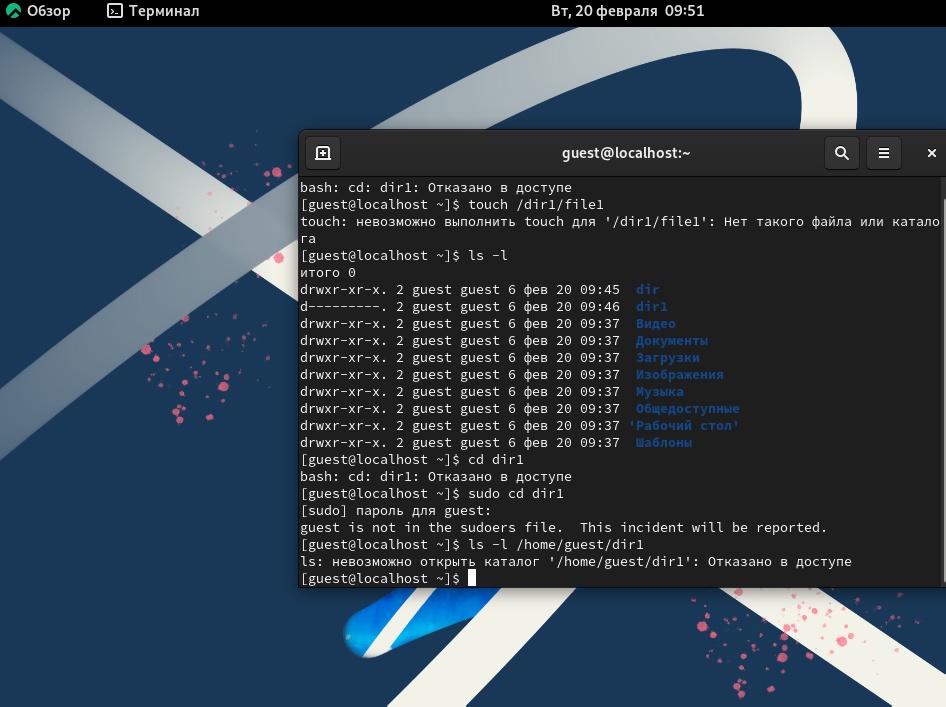 Обзор Терминал Вт, 20 февраля 09:51
guest@localhost:~
bash: cd: dir1: Отказано в доступе
[guest@localhost ~]$ touch /dir1/file1
touch: невозможно выполнить touch для '/dir1/file1': Нет такого файла или катало
га
[guest@localhost ~]$ ls -l
итого 0
drwxr-xr-x. 2 guest guest 6 фев 20 09:45  dir
d---------. 2 guest guest 6 фев 20 09:46  dir1
drwxr-xr-x. 2 guest guest 6 фев 20 09:37  Видео
drwxr-xr-x. 2 guest guest 6 фев 20 09:37  Документы
drwxr-xr-x. 2 guest guest 6 фев 20 09:37  Загрузки
drwxr-xr-x. 2 guest guest 6 фев 20 09:37  Изображения
drwxr-xr-x. 2 guest guest 6 фев 20 09:37  Музыка
drwxr-xr-x. 2 guest guest 6 фев 20 09:37  Общедоступные
drwxr-xr-x. 2 guest guest 6 фев 20 09:37 'Рабочий стол'
drwxr-xr-x. 2 guest guest 6 фев 20 09:37  Шаблоны
[guest@localhost ~]$ cd dir1
bash: cd: dir1: Отказано в доступе
[guest@localhost ~]$ sudo cd dir1
[sudo] пароль для guest:
guest is not in the sudoers file.  This incident will be reported.
[guest@localhost ~]$ ls -l /home/guest/dir1
ls: невозможно открыть каталог '/home/guest/dir1': Отказано в доступе
[guest@localhost ~]$